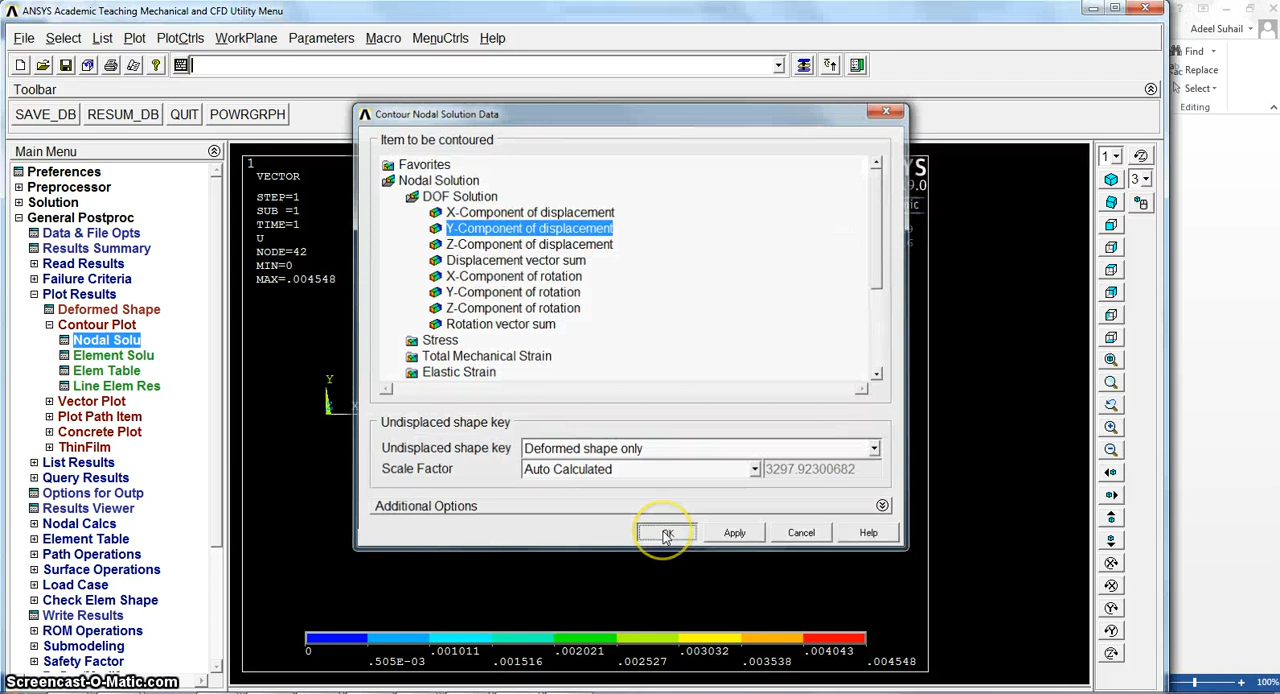 ANSYS Academic Teaching Mechanical and CFD Utility Menu
Adeel Suhail
File Select List Plot PlotCtrls WorkPlane Parameters Macro MenuCtrls Help
Find
Replace
Select
Editing
Toolbar
SAVE_DB RESUM_DB QUIT POWRGRPH
Main Menu
Preferences
Preprocessor
Solution
General Postproc
Data & File Opts
Results Summary
Read Results
Failure Criteria
Plot Results
Deformed Shape
Contour Plot
Nodal Solu
Element Solu
Elem Table
Line Elem Res
Vector Plot
Plot Path Item
Concrete Plot
ThinFilm
List Results
Query Results
Options for Outp
Results Viewer
Nodal Calcs
Element Table
Path Operations
Surface Operations
Load Case
Check Elem Shape
Write Results
ROM Operations
Submodeling
Safety Factor
1
VECTOR
STEP=1
SUB =1
TIME=1
U
NODE=42
MIN=0
MAX=.004548
Y
X
Contour Nodal Solution Data
Item to be contoured
Favorites
Nodal Solution
DOF Solution
X-Component of displacement
Y-Component of displacement
Z-Component of displacement
Displacement vector sum
X-Component of rotation
Y-Component of rotation
Z-Component of rotation
Rotation vector sum
Stress
Total Mechanical Strain
Elastic Strain
Undisplaced shape key
Undisplaced shape key Deformed shape only
Scale Factor Auto Calculated 3297.92300682
Additional Options
OK Apply Cancel Help
1
3
0 .001011 .002021 .003032 .004043
.505E-03 .001516 .002527 .003538 .004548
Screencast-O-Matic.com
100%